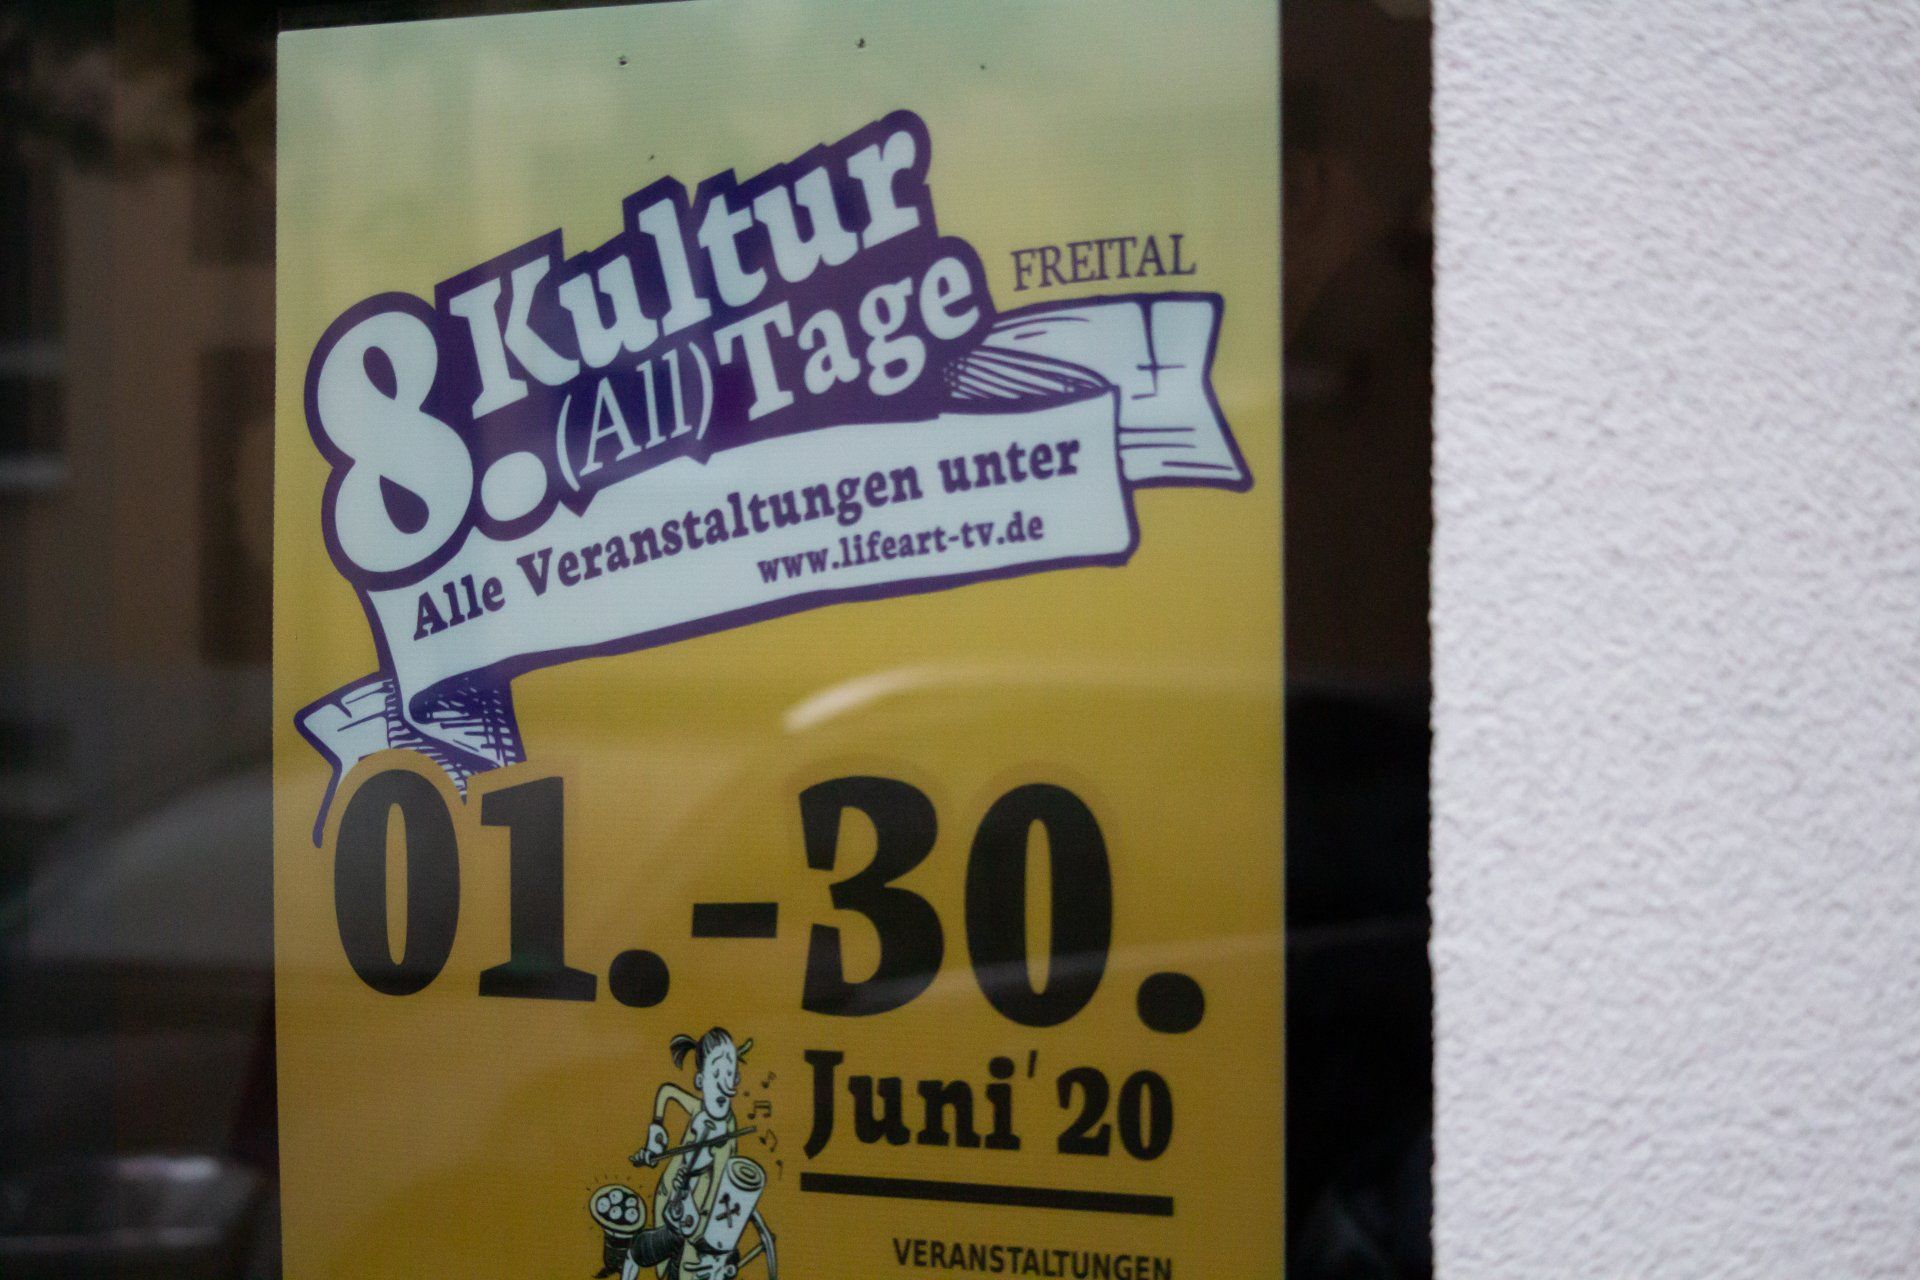 8. Kultur
(All) Tage
FREITAL
Alle Veranstaltungen unter
www.lifeart-tv.de
01.-30.
Juni'20
VERANSTALTUNGEN